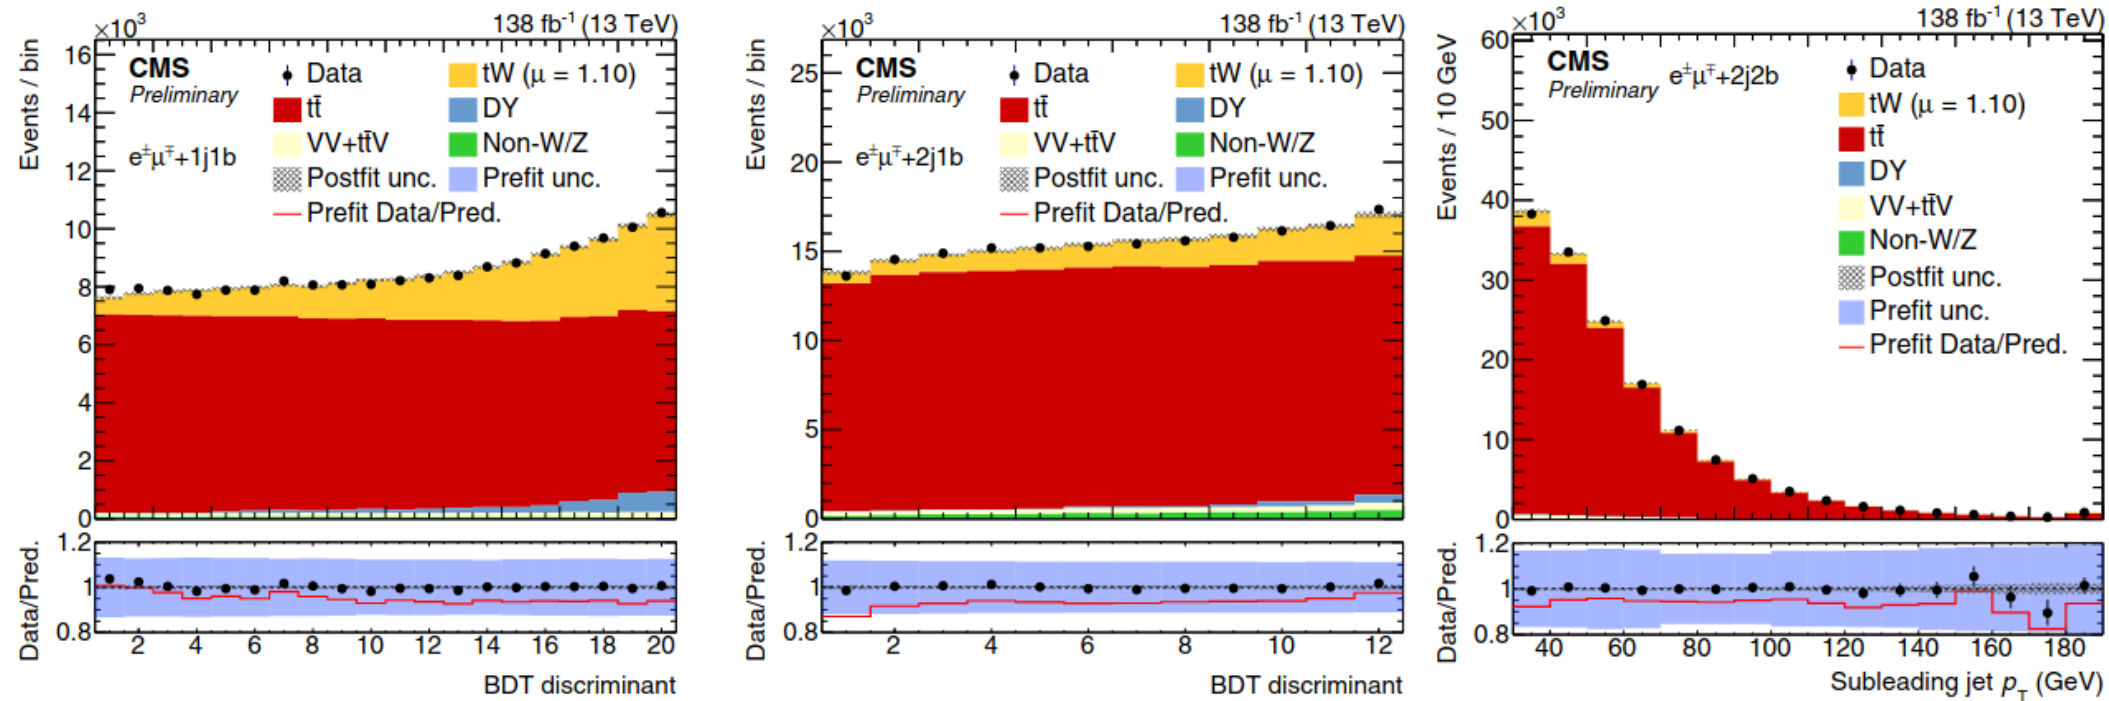 ×10³
138 fb⁻¹ (13 TeV)
Events / bin
16
14
12
10
8
6
4
2
0
CMS
Preliminary
e±μ∓+1j1b
Data
tW (μ = 1.10)
tt̄
DY
VV+tt̄V
Non-W/Z
Postfit unc.
Prefit unc.
Prefit Data/Pred.
Data/Pred.
1.2
1
0.8
2 4 6 8 10 12 14 16 18 20
BDT discriminant
×10³
138 fb⁻¹ (13 TeV)
Events / bin
25
20
15
10
5
0
CMS
Preliminary
e±μ∓+2j1b
Data
tW (μ = 1.10)
tt̄
DY
VV+tt̄V
Non-W/Z
Postfit unc.
Prefit unc.
Prefit Data/Pred.
Data/Pred.
1.2
1
0.8
2 4 6 8 10 12
BDT discriminant
×10³
138 fb⁻¹ (13 TeV)
Events / 10 GeV
60
50
40
30
20
10
0
CMS
Preliminary
e±μ∓+2j2b
Data
tW (μ = 1.10)
tt̄
DY
VV+tt̄V
Non-W/Z
Postfit unc.
Prefit unc.
Prefit Data/Pred.
Data/Pred.
1.2
1
0.8
40 60 80 100 120 140 160 180
Subleading jet p_T (GeV)